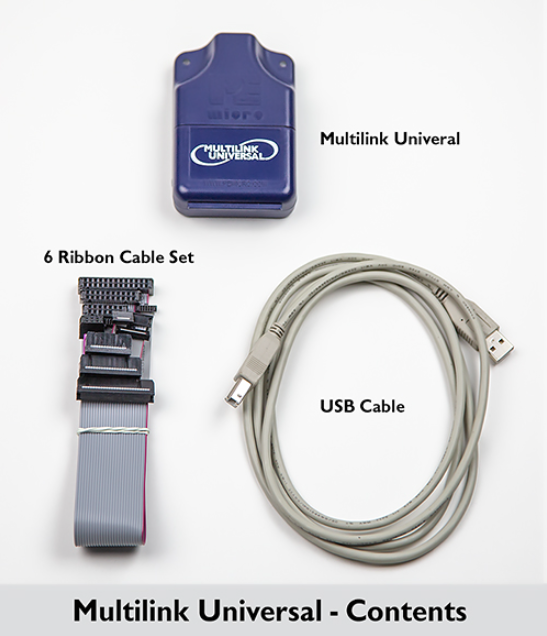 micro
MULTILINK
UNIVERSAL
Multilink Univeral
6 Ribbon Cable Set
USB Cable
Multilink Universal - Contents